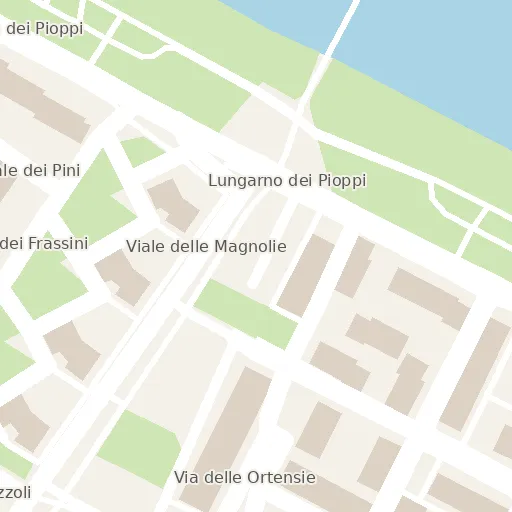 dei Pioppi
ale dei Pini
Lungarno dei Pioppi
dei Frassini
Viale delle Magnolie
Via delle Ortensie
zzoli